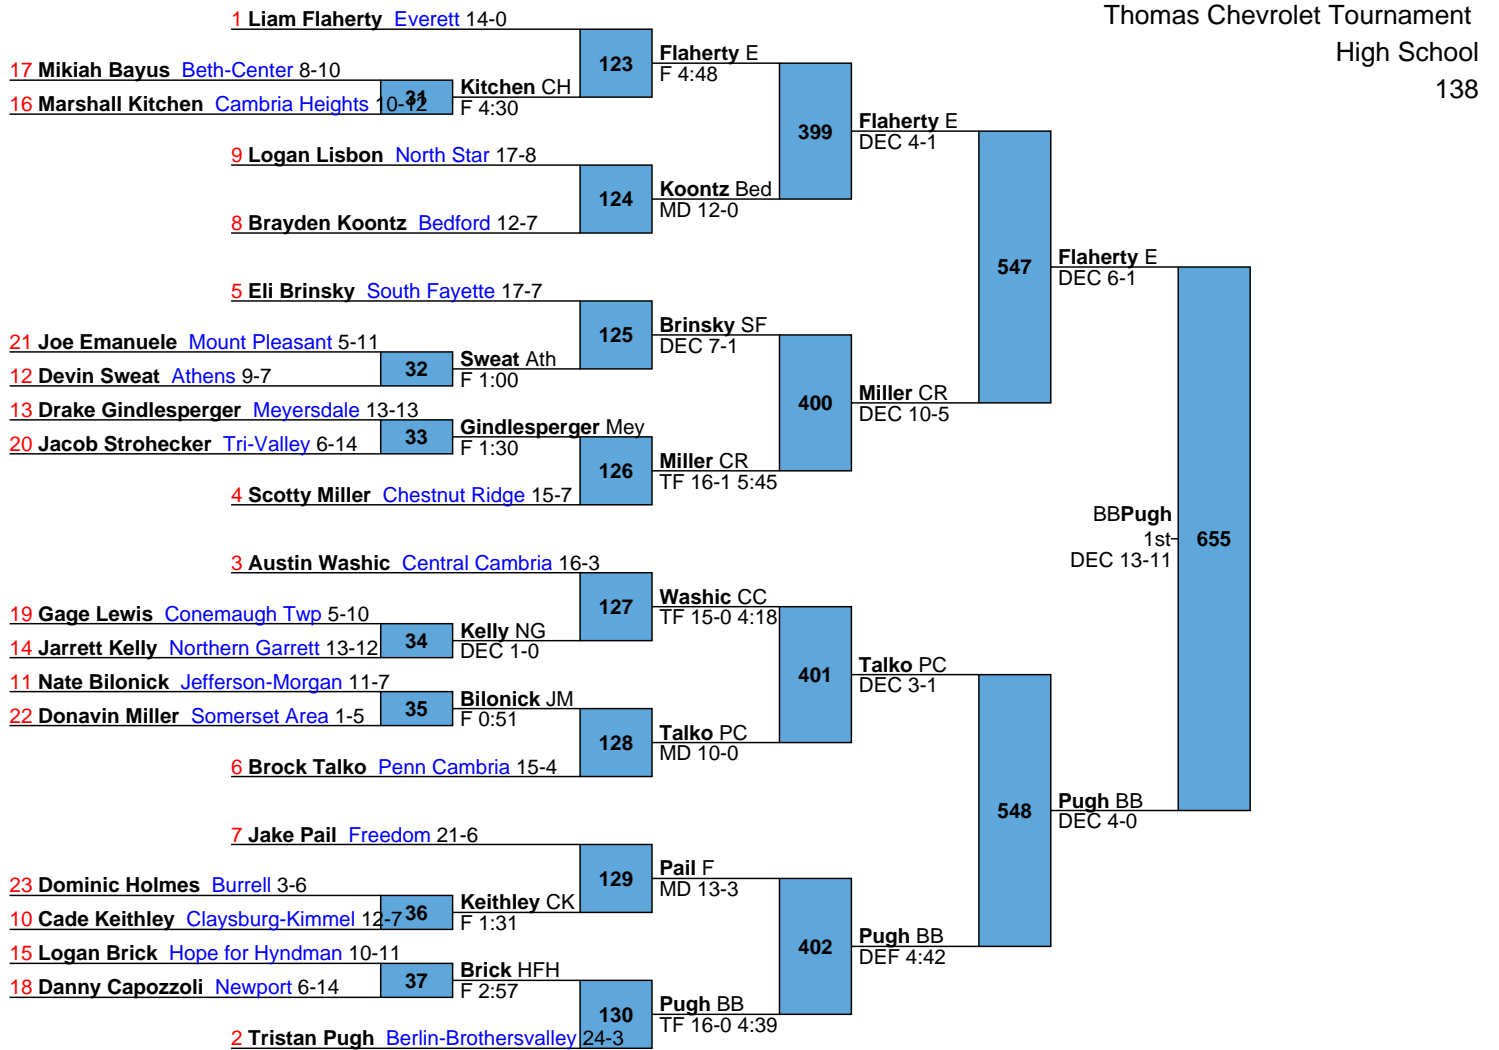 Thomas Chevrolet Tournament
High School
138
1 Liam Flaherty Everett 14-0
17 Mikiah Bayus Beth-Center 8-10
16 Marshall Kitchen Cambria Heights 10-12
31
Kitchen CH
F 4:30
123
Flaherty E
F 4:48
9 Logan Lisbon North Star 17-8
8 Brayden Koontz Bedford 12-7
124
Koontz Bed
MD 12-0
399
Flaherty E
DEC 4-1
5 Eli Brinsky South Fayette 17-7
21 Joe Emanuele Mount Pleasant 5-11
12 Devin Sweat Athens 9-7
32
Sweat Ath
F 1:00
125
Brinsky SF
DEC 7-1
13 Drake Gindlesperger Meyersdale 13-13
20 Jacob Strohecker Tri-Valley 6-14
33
Gindlesperger Mey
F 1:30
4 Scotty Miller Chestnut Ridge 15-7
126
Miller CR
TF 16-1 5:45
400
Miller CR
DEC 10-5
547
Flaherty E
DEC 6-1
3 Austin Washic Central Cambria 16-3
19 Gage Lewis Conemaugh Twp 5-10
14 Jarrett Kelly Northern Garrett 13-12
34
Kelly NG
DEC 1-0
127
Washic CC
TF 15-0 4:18
11 Nate Bilonick Jefferson-Morgan 11-7
22 Donavin Miller Somerset Area 1-5
35
Bilonick JM
F 0:51
6 Brock Talko Penn Cambria 15-4
128
Talko PC
MD 10-0
401
Talko PC
DEC 3-1
7 Jake Pail Freedom 21-6
23 Dominic Holmes Burrell 3-6
10 Cade Keithley Claysburg-Kimmel 12-7
36
Keithley CK
F 1:31
129
Pail F
MD 13-3
15 Logan Brick Hope for Hyndman 10-11
18 Danny Capozzoli Newport 6-14
37
Brick HFH
F 2:57
2 Tristan Pugh Berlin-Brothersvalley 24-3
130
Pugh BB
TF 16-0 4:39
402
Pugh BB
DEF 4:42
548
Pugh BB
DEC 4-0
BBPugh
1st
DEC 13-11
655